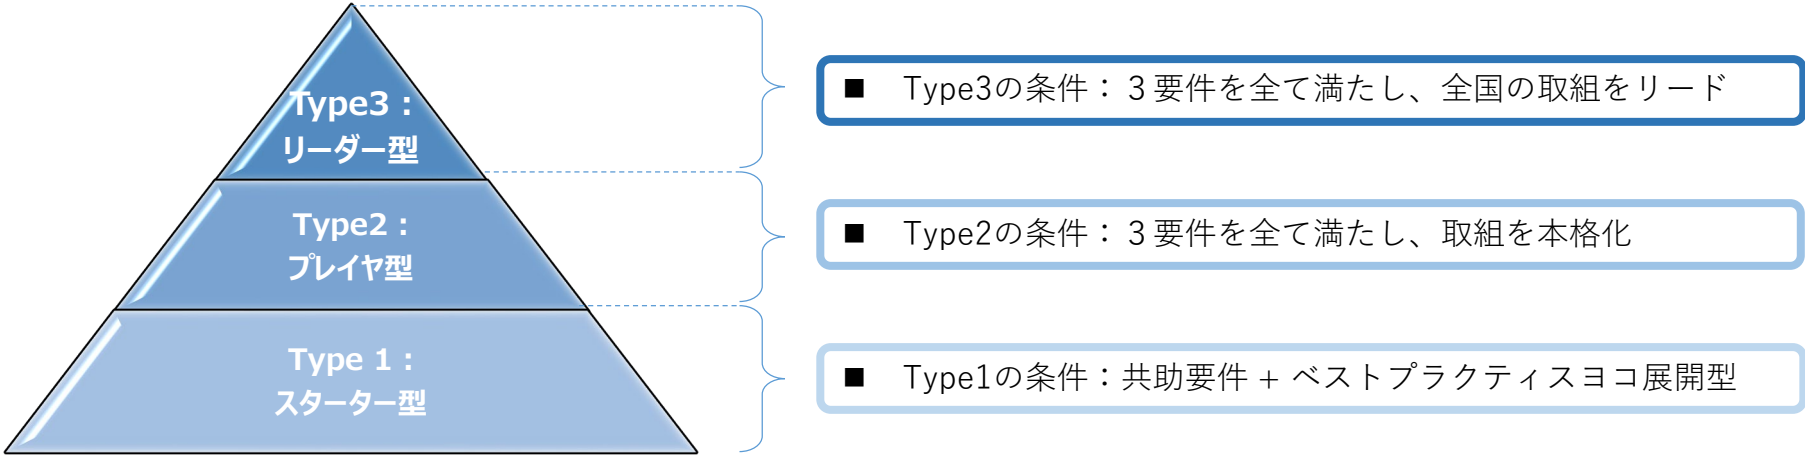 Type3：
リーダー型
■ Type3の条件：３要件を全て満たし、全国の取組をリード
Type2：
プレイヤ型
■ Type2の条件：３要件を全て満たし、取組を本格化
Type 1：
スターター型
■ Type1の条件：共助要件 + ベストプラクティスヨコ展開型